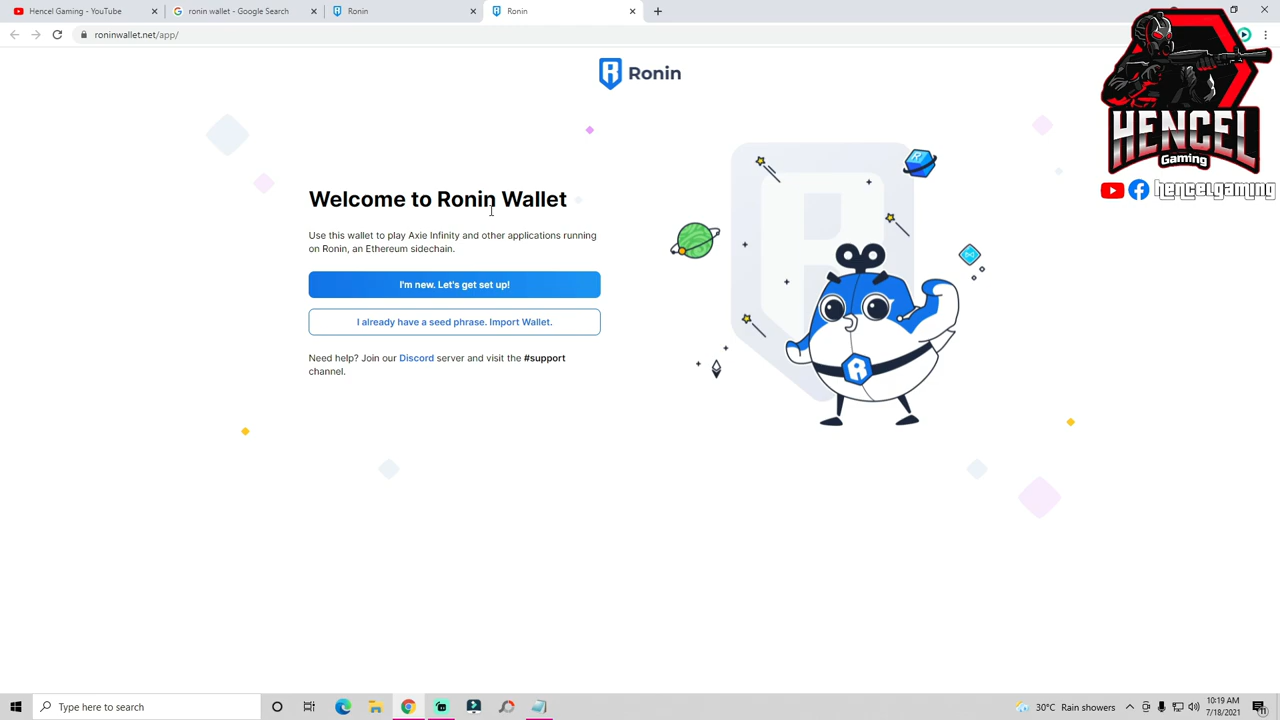 Hencel Gaming - YouTube
ronin wallet - Google Search
Ronin
Ronin
roninwallet.net/app/
Ronin
HENCEL
Gaming
hencelgaming
Welcome to Ronin Wallet
Use this wallet to play Axie Infinity and other applications running
on Ronin, an Ethereum sidechain.
I'm new. Let's get set up!
I already have a seed phrase. Import Wallet.
Need help? Join our Discord server and visit the #support
channel.
Type here to search
30°C Rain showers
10:19 AM
7/18/2021